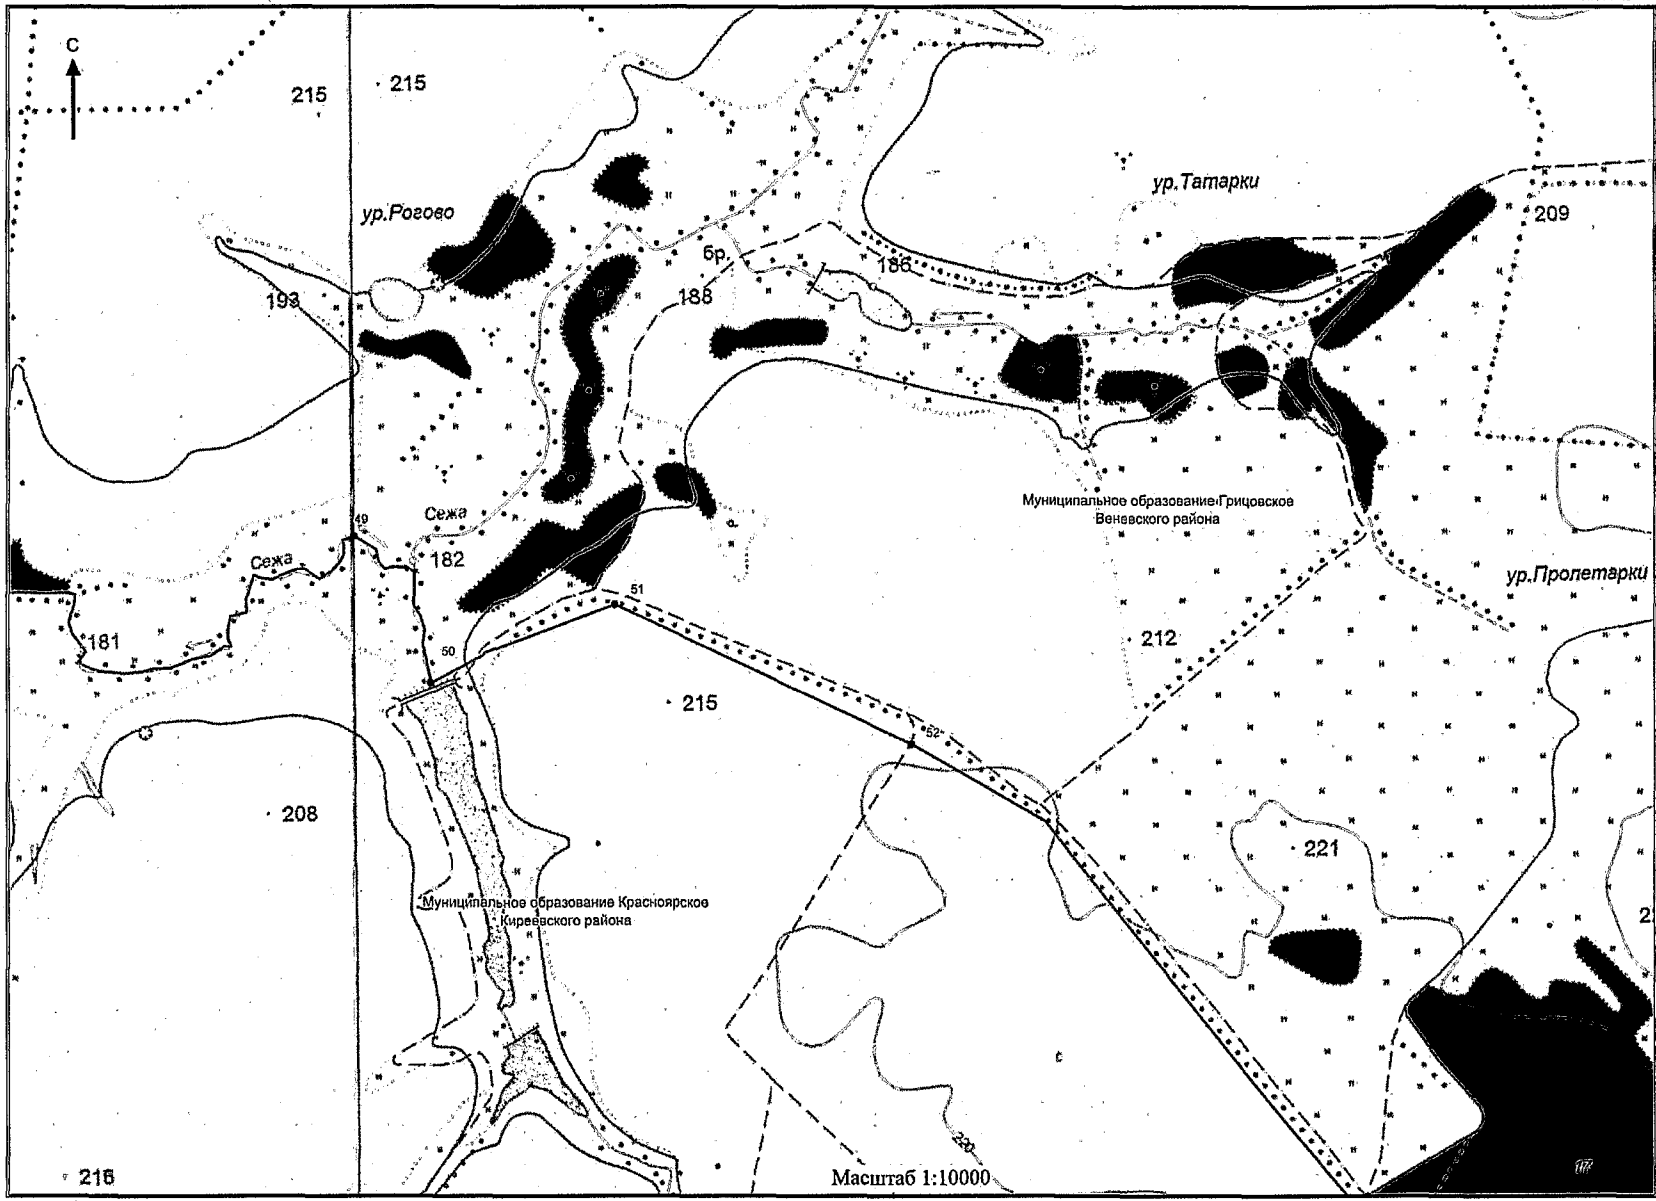 С
215
215
ур.Татарки
ур.Рогово
209
бр.
186
193
188
Муниципальное образование Грицовское
Веневского района
Сежа
49
182
Сежа
ур.Пролетарки
51
181
50
212
215
52
208
221
Муниципальное образование Красноярское
Киреевского района
220
Масштаб 1:10000
216